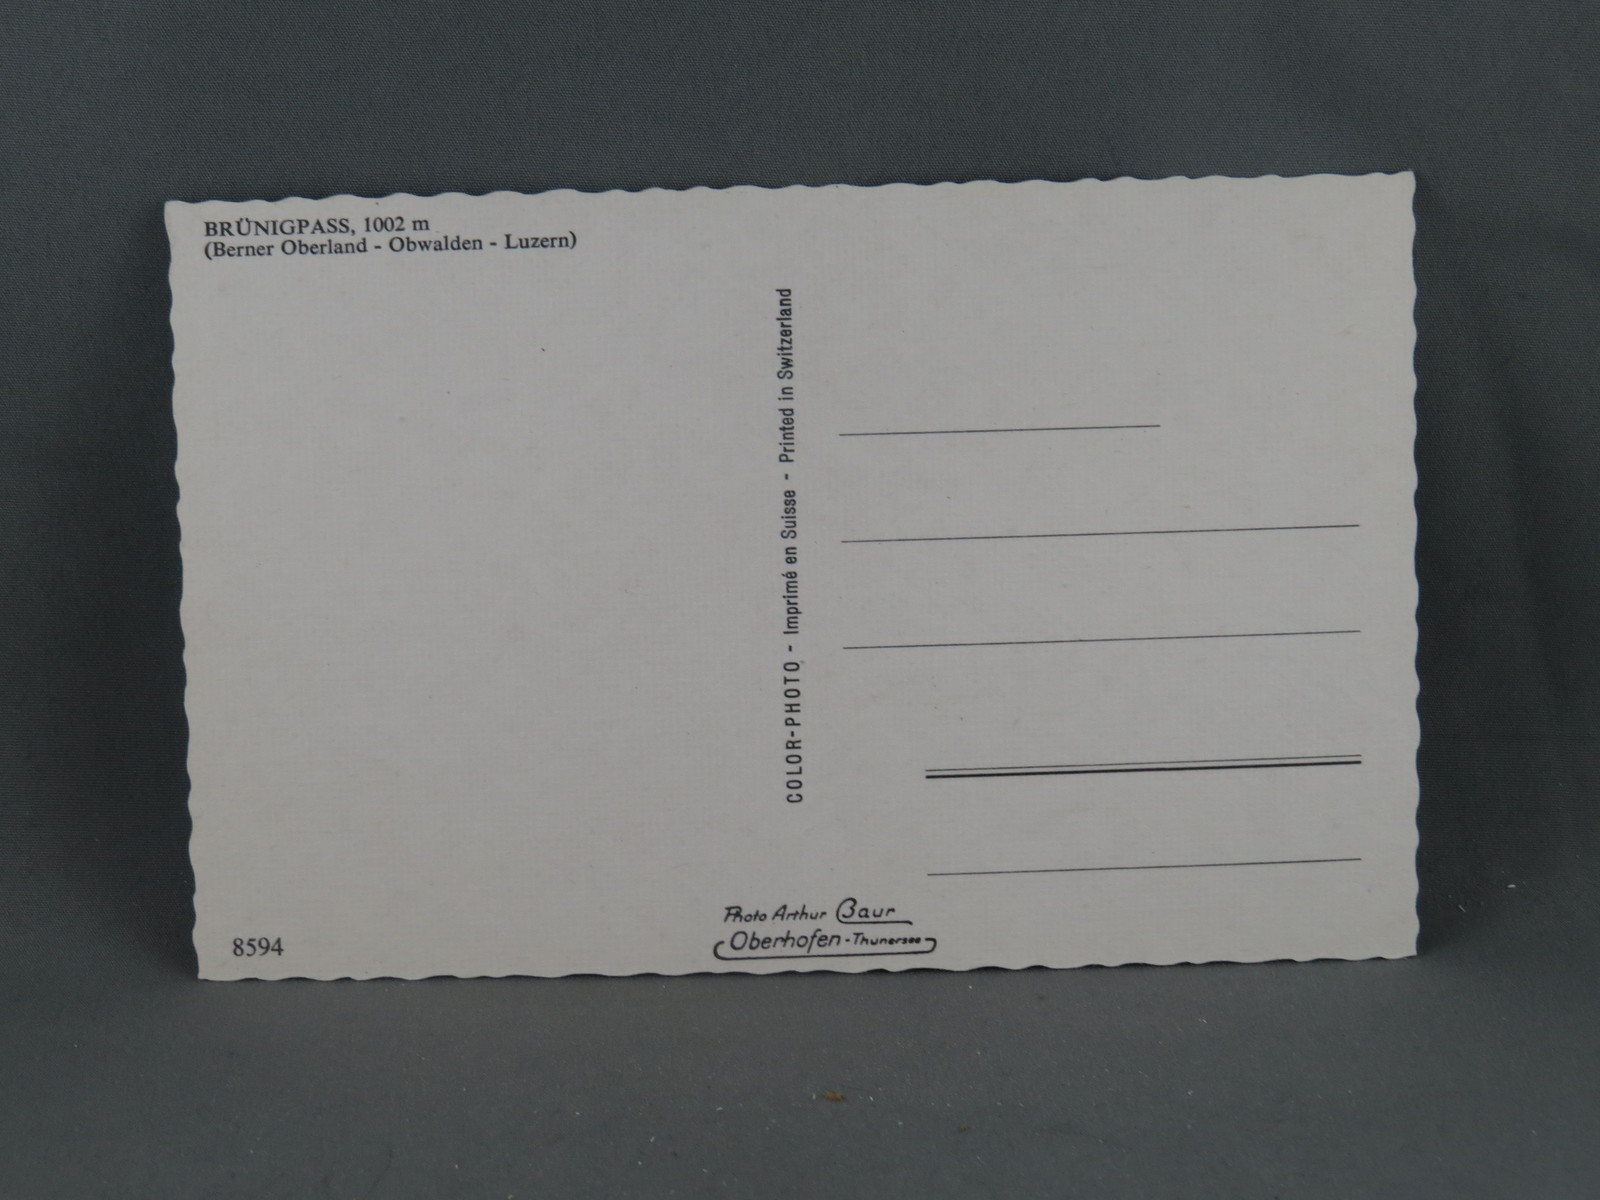 BRÜNIGPASS, 1002 m
(Berner Oberland - Obwalden - Luzern)
COLOR-PHOTO - Imprimé en Suisse - Printed in Switzerland
Photo Arthur Baur
Oberhofen - Thunersee
8594